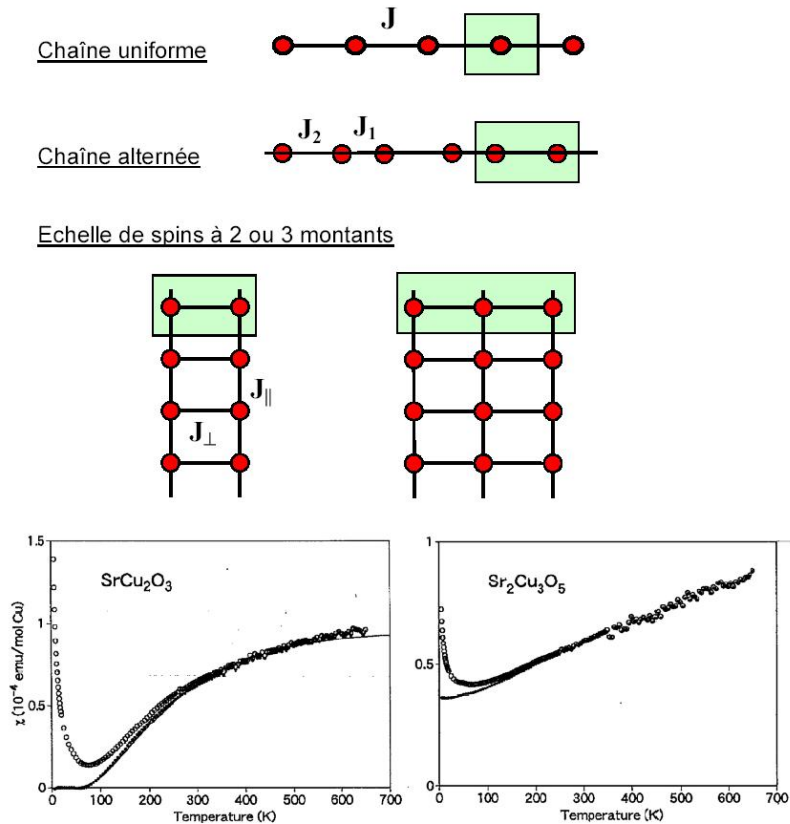 J
Chaîne uniforme
J₂ J₁
Chaîne alternée
Echelle de spins à 2 ou 3 montants
J∥
J⊥
1.5
1
0.5
0
χ (10⁻⁴ emu/mol Cu)
SrCu₂O₃
0 100 200 300 400 500 600 700
Temperature (K)
1
0.5
0
Sr₂Cu₃O₅
0 100 200 300 400 500 600 700
Temperature (K)